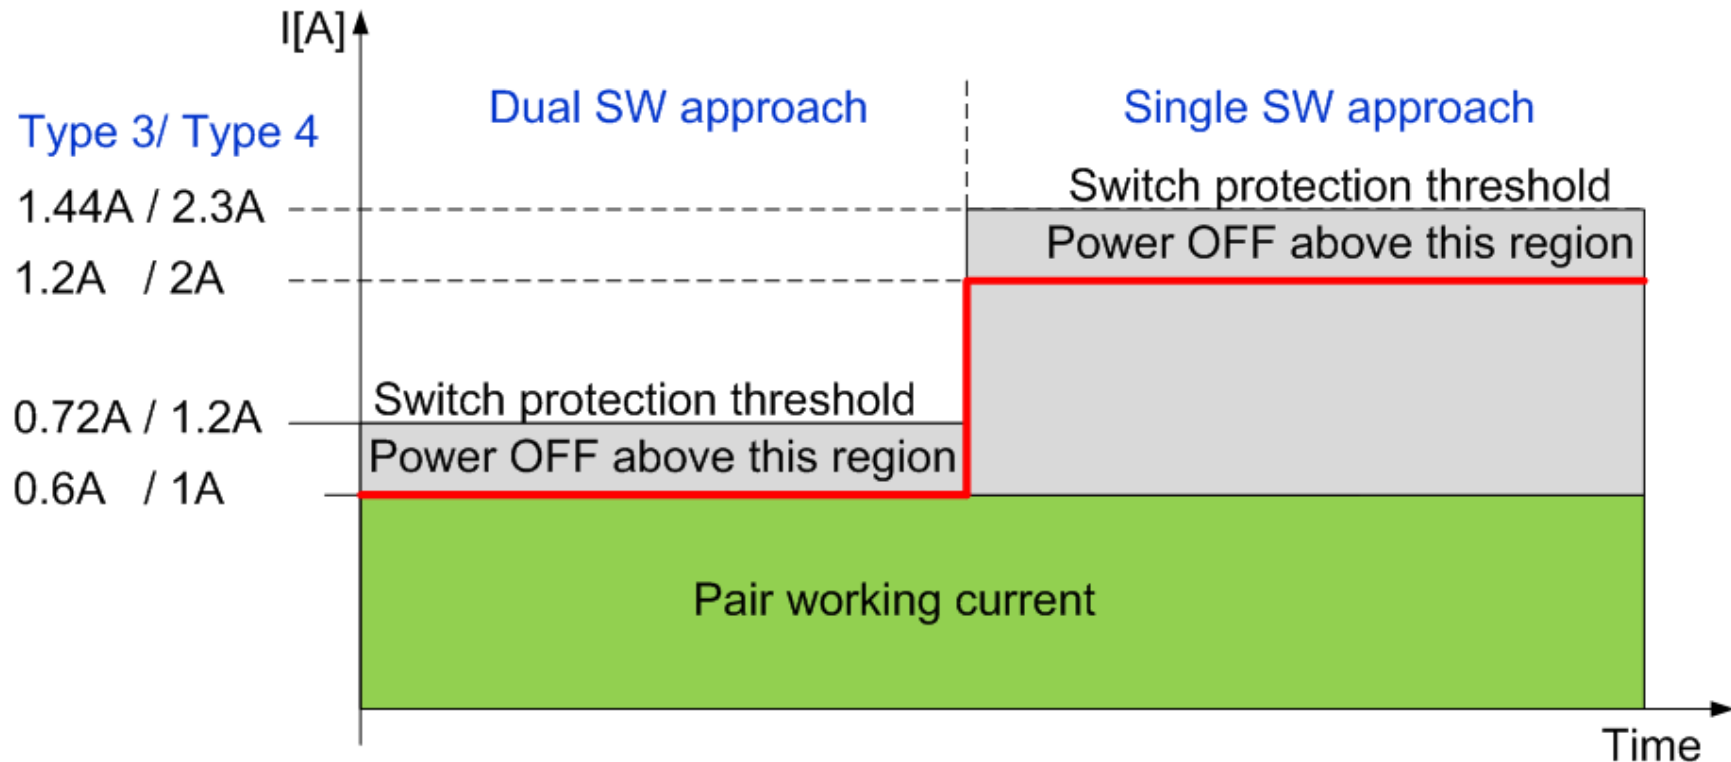 I[A]
Dual SW approach
Single SW approach
Type 3/ Type 4
Switch protection threshold
1.44A / 2.3A
Power OFF above this region
1.2A / 2A
Switch protection threshold
0.72A / 1.2A
Power OFF above this region
0.6A / 1A
Pair working current
Time